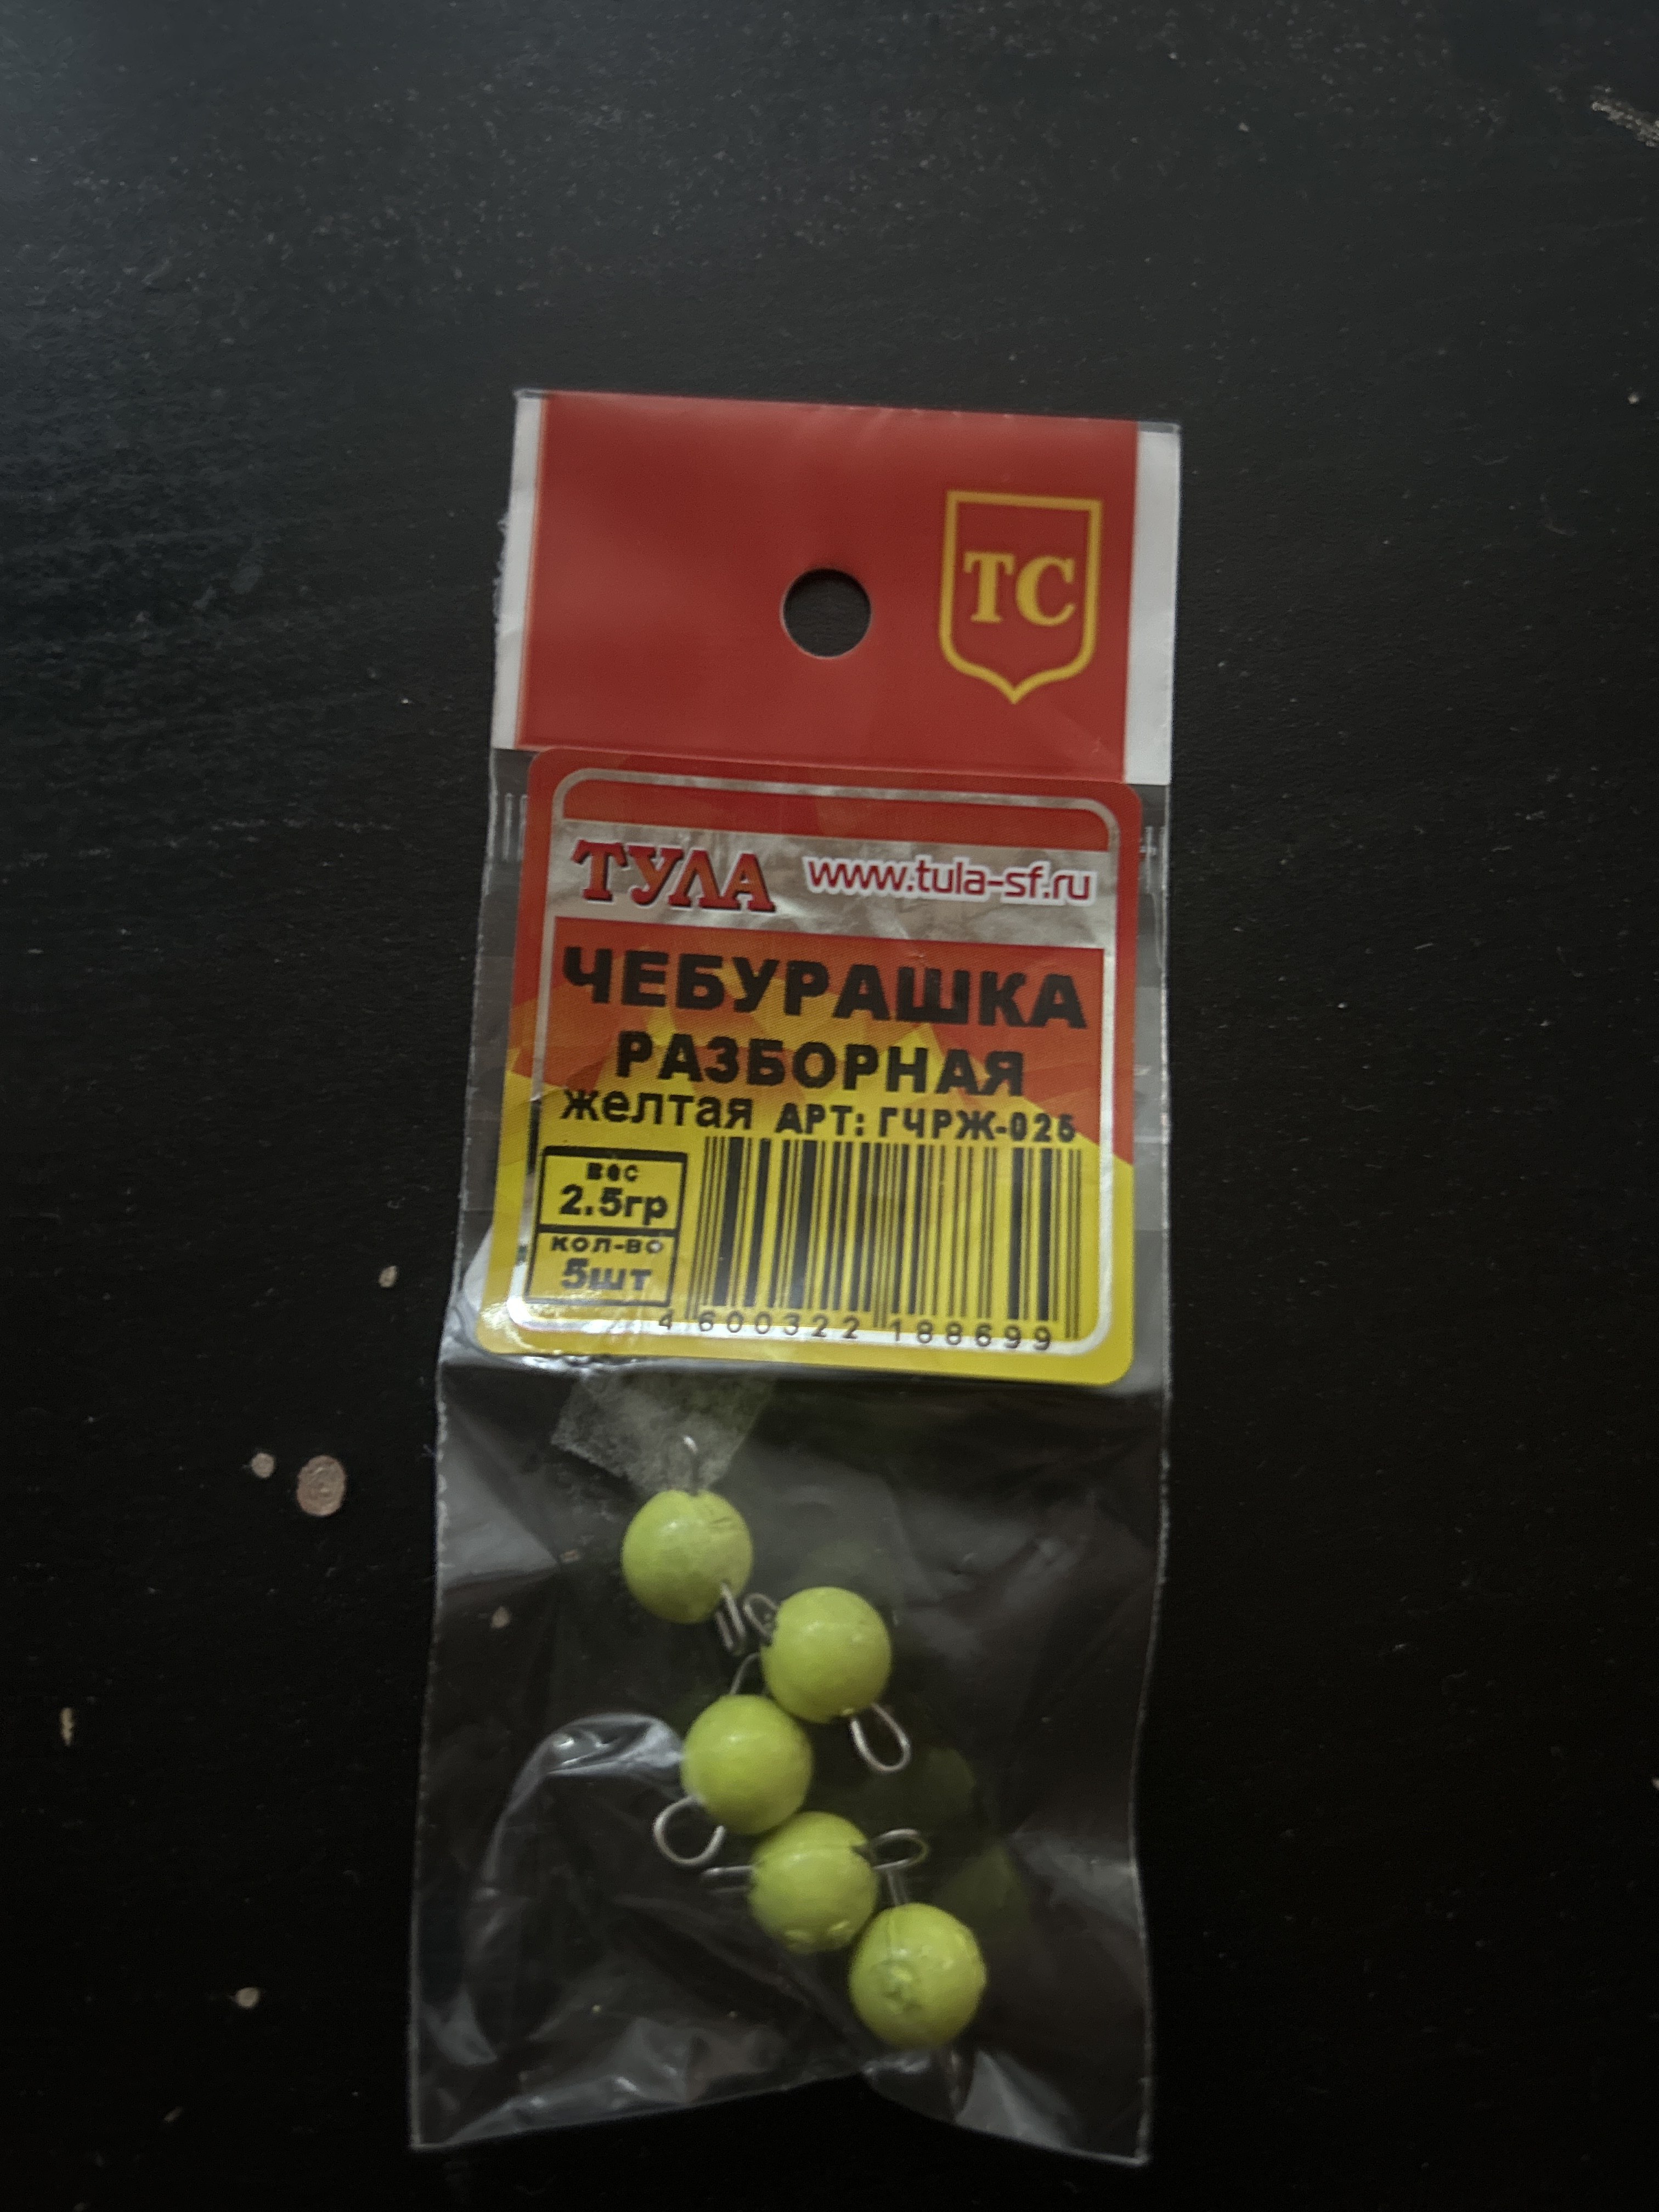 ТС
ТУЛА www.tula-sf.ru
ЧЕБУРАШКА
РАЗБОРНАЯ
желтая АРТ: ГЧРЖ-025
вес
2.5гр
кол-во
5шт
4 600322 188699